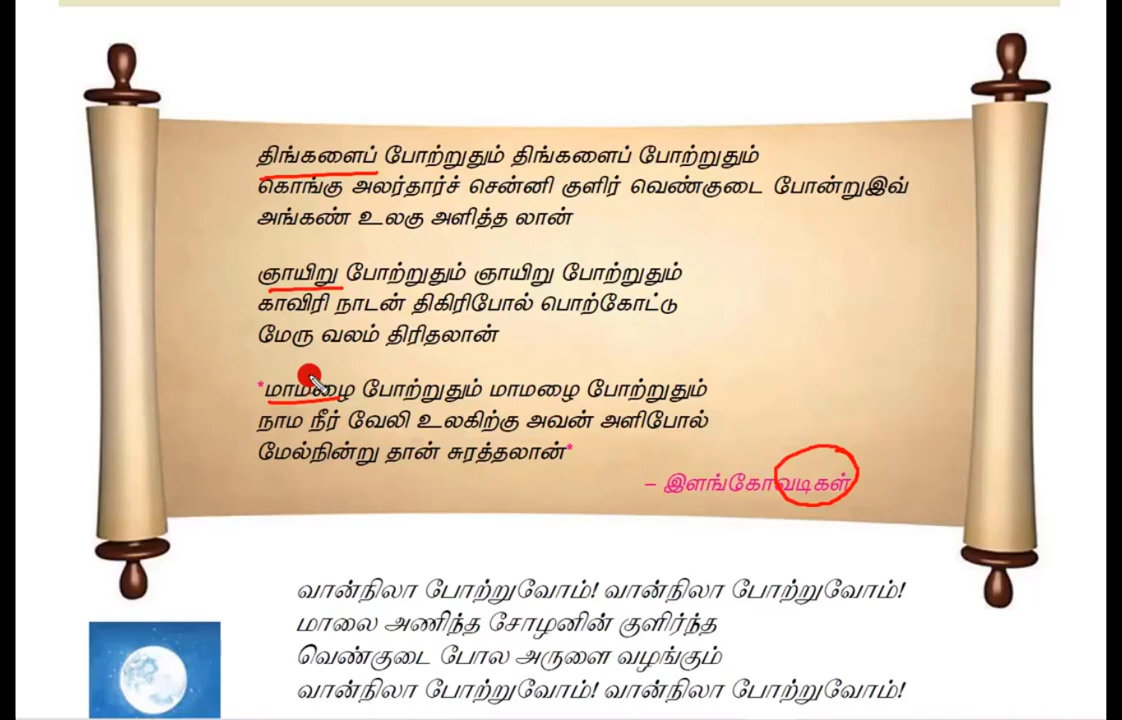 திங்களைப் போற்றுதும் திங்களைப் போற்றுதும்
கொங்கு அலர்தார்ச் சென்னி குளிர் வெண்குடை போன்றுஇவ்
அங்கண் உலகு அளித்த லான்
ஞாயிறு போற்றுதும் ஞாயிறு போற்றுதும்
காவிரி நாடன் திகிரிபோல் பொற்கோட்டு
மேரு வலம் திரிதலான்
*மாமழை போற்றுதும் மாமழை போற்றுதும்
நாம நீர் வேலி உலகிற்கு அவன் அளிபோல்
மேல்நின்று தான் சுரத்தலான்*
– இளங்கோவடிகள்
வான்நிலா போற்றுவோம்! வான்நிலா போற்றுவோம்!
மாலை அணிந்த சோழனின் குளிர்ந்த
வெண்குடை போல அருளை வழங்கும்
வான்நிலா போற்றுவோம்! வான்நிலா போற்றுவோம்!